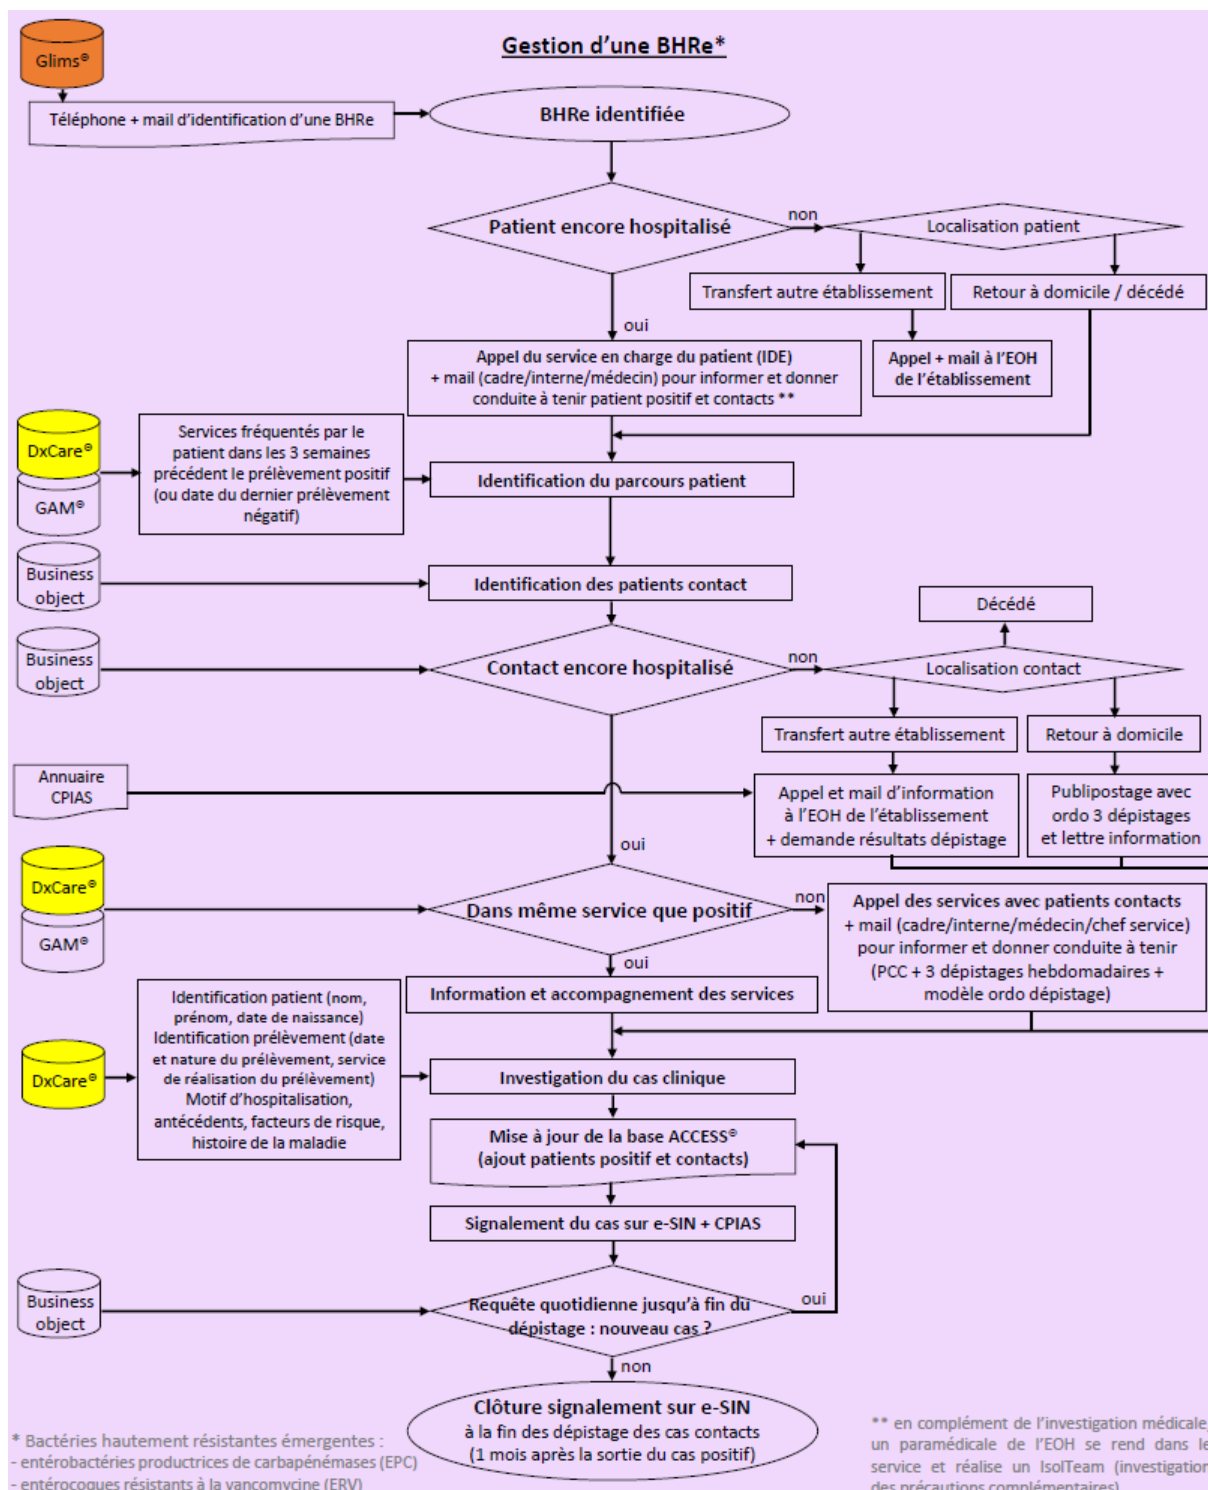 Gestion d'une BHRe*
Glims®
Téléphone + mail d'identification d'une BHRe
BHRe identifiée
Patient encore hospitalisé
non
Localisation patient
Transfert autre établissement
Retour à domicile / décédé
oui
Appel du service en charge du patient (IDE)
+ mail (cadre/interne/médecin) pour informer et donner
conduite à tenir patient positif et contacts **
Appel + mail à l'EOH
de l'établissement
DxCare®
GAM®
Services fréquentés par le
patient dans les 3 semaines
précédent le prélèvement positif
(ou date du dernier prélèvement
négatif)
Identification du parcours patient
Business
object
Identification des patients contact
Décédé
Business
object
Contact encore hospitalisé
non
Localisation contact
Transfert autre établissement
Retour à domicile
Annuaire
CPIAS
Appel et mail d'information
à l'EOH de l'établissement
+ demande résultats dépistage
Publipostage avec
ordo 3 dépistages
et lettre information
oui
DxCare®
GAM®
Dans même service que positif
non
Appel des services avec patients contacts
+ mail (cadre/interne/médecin/chef service)
pour informer et donner conduite à tenir
(PCC + 3 dépistages hebdomadaires +
modèle ordo dépistage)
oui
Information et accompagnement des services
DxCare®
Identification patient (nom,
prénom, date de naissance)
Identification prélèvement (date
et nature du prélèvement, service
de réalisation du prélèvement)
Motif d'hospitalisation,
antécédents, facteurs de risque,
histoire de la maladie
Investigation du cas clinique
Mise à jour de la base ACCESS®
(ajout patients positif et contacts)
Signalement du cas sur e-SIN + CPIAS
Business
object
Requête quotidienne jusqu'à fin du
dépistage : nouveau cas ?
oui
non
Clôture signalement sur e-SIN
à la fin des dépistage des cas contacts
(1 mois après la sortie du cas positif)
* Bactéries hautement résistantes émergentes :
- entérobactéries productrices de carbapénémases (EPC)
- entérocoques résistants à la vancomycine (ERV)
** en complément de l'investigation médicale,
un paramédicale de l'EOH se rend dans le
service et réalise un IsolTeam (investigation
des précautions complémentaires)